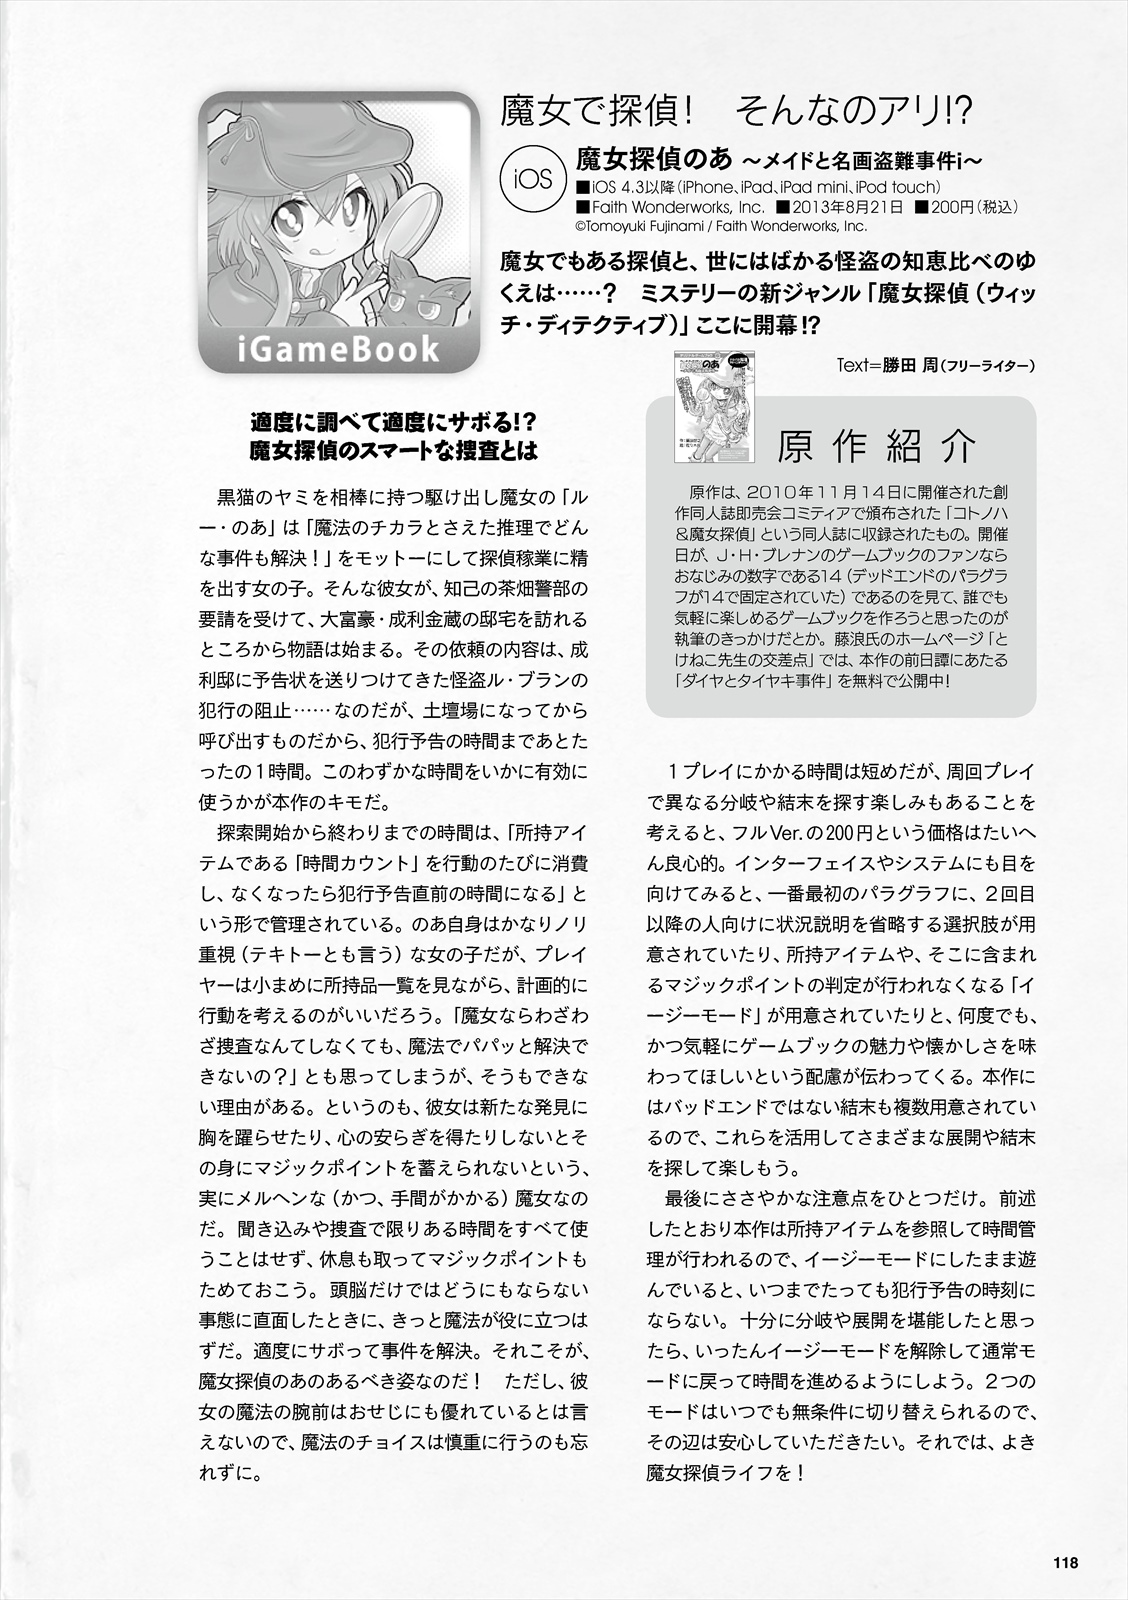 魔女で探偵！　そんなのアリ!?
iOS
魔女探偵のあ ～メイドと名画盗難事件i～
■iOS 4.3以降（iPhone、iPad、iPad mini、iPod touch）
■Faith Wonderworks, Inc. ■2013年8月21日 ■200円（税込）
©Tomoyuki Fujinami / Faith Wonderworks, Inc.
魔女でもある探偵と、世にはばかる怪盗の知恵比べのゆ
くえは……？　ミステリーの新ジャンル「魔女探偵（ウィッ
チ・ディテクティブ）」ここに開幕!?
iGameBook
Text＝勝田 周（フリーライター）
適度に調べて適度にサボる!?
魔女探偵のスマートな捜査とは
　黒猫のヤミを相棒に持つ駆け出し魔女の「ル
ー・のあ」は「魔法のチカラとさえた推理でどん
な事件も解決！」をモットーにして探偵稼業に精
を出す女の子。そんな彼女が、知己の茶畑警部の
要請を受けて、大富豪・成利金蔵の邸宅を訪れる
ところから物語は始まる。その依頼の内容は、成
利邸に予告状を送りつけてきた怪盗ル・ブランの
犯行の阻止……なのだが、土壇場になってから
呼び出すものだから、犯行予告の時間まであとた
ったの１時間。このわずかな時間をいかに有効に
使うかが本作のキモだ。
　探索開始から終わりまでの時間は、「所持アイ
テムである「時間カウント」を行動のたびに消費
し、なくなったら犯行予告直前の時間になる」と
いう形で管理されている。のあ自身はかなりノリ
重視（テキトーとも言う）な女の子だが、プレイ
ヤーは小まめに所持品一覧を見ながら、計画的に
行動を考えるのがいいだろう。「魔女ならわざわ
ざ捜査なんてしなくても、魔法でパパッと解決で
きないの？」とも思ってしまうが、そうもできな
い理由がある。というのも、彼女は新たな発見に
胸を躍らせたり、心の安らぎを得たりしないとそ
の身にマジックポイントを蓄えられないという、
実にメルヘンな（かつ、手間がかかる）魔女なの
だ。聞き込みや捜査で限りある時間をすべて使
うことはせず、休息も取ってマジックポイントも
ためておこう。頭脳だけではどうにもならない
事態に直面したときに、きっと魔法が役に立つは
ずだ。適度にサボって事件を解決。それこそが、
魔女探偵のあのあるべき姿なのだ！　ただし、彼
女の魔法の腕前はおせじにも優れているとは言
えないので、魔法のチョイスは慎重に行うのも忘
れずに。
のあ
原作紹介
　原作は、２０１０年１１月１４日に開催された創
作同人誌即売会コミティアで頒布された「コトノハ
＆魔女探偵」という同人誌に収録されたもの。開催
日が、Ｊ・Ｈ・ブレナンのゲームブックのファンなら
おなじみの数字である14（デッドエンドのパラグラ
フが14で固定されていた）であるのを見て、誰でも
気軽に楽しめるゲームブックを作ろうと思ったのが
執筆のきっかけだとか。藤浪氏のホームページ「と
けねこ先生の交差点」では、本作の前日譚にあたる
「ダイヤとタイヤキ事件」を無料で公開中！
　１プレイにかかる時間は短めだが、周回プレイ
で異なる分岐や結末を探す楽しみもあることを
考えると、フルVer.の200円という価格はたいへ
ん良心的。インターフェイスやシステムにも目を
向けてみると、一番最初のパラグラフに、２回目
以降の人向けに状況説明を省略する選択肢が用
意されていたり、所持アイテムや、そこに含まれ
るマジックポイントの判定が行われなくなる「イ
ージーモード」が用意されていたりと、何度でも、
かつ気軽にゲームブックの魅力や懐かしさを味
わってほしいという配慮が伝わってくる。本作に
はバッドエンドではない結末も複数用意されてい
るので、これらを活用してさまざまな展開や結末
を探して楽しもう。
　最後にささやかな注意点をひとつだけ。前述
したとおり本作は所持アイテムを参照して時間管
理が行われるので、イージーモードにしたまま遊
んでいると、いつまでたっても犯行予告の時刻に
ならない。十分に分岐や展開を堪能したと思っ
たら、いったんイージーモードを解除して通常モ
ードに戻って時間を進めるようにしよう。２つの
モードはいつでも無条件に切り替えられるので、
その辺は安心していただきたい。それでは、よき
魔女探偵ライフを！
118